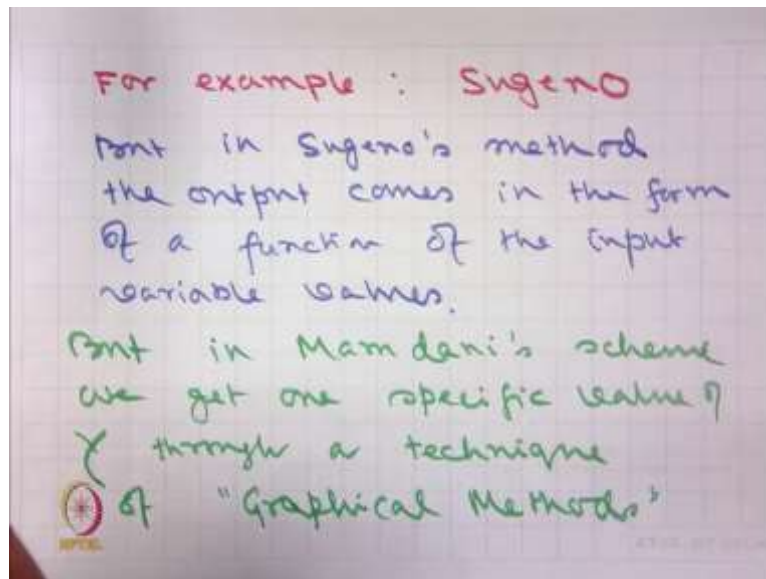 For example : Sugeno
But in Sugeno's method
the output comes in the form
of a function of the input
variable values.
But in Mamdani's scheme
we get one specific value of
Y through a technique
of "Graphical Methods"
NPTEL